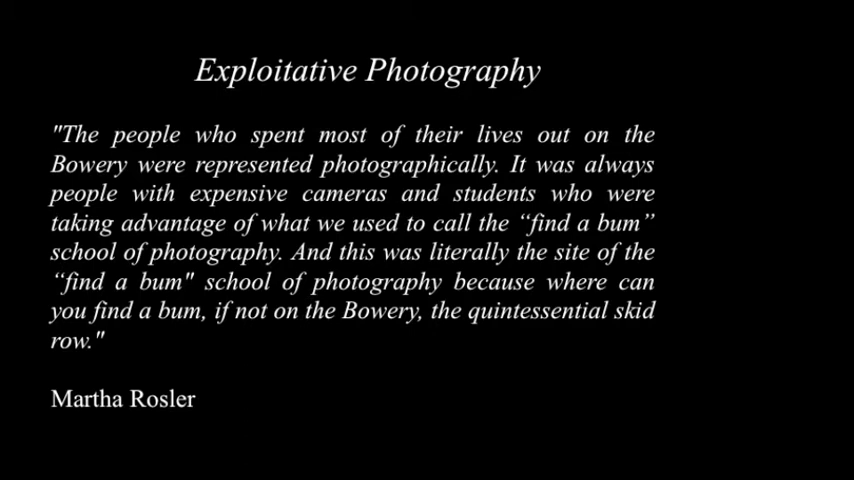 Exploitative Photography
"The people who spent most of their lives out on the
Bowery were represented photographically. It was always
people with expensive cameras and students who were
taking advantage of what we used to call the “find a bum”
school of photography. And this was literally the site of the
“find a bum" school of photography because where can
you find a bum, if not on the Bowery, the quintessential skid
row."
Martha Rosler